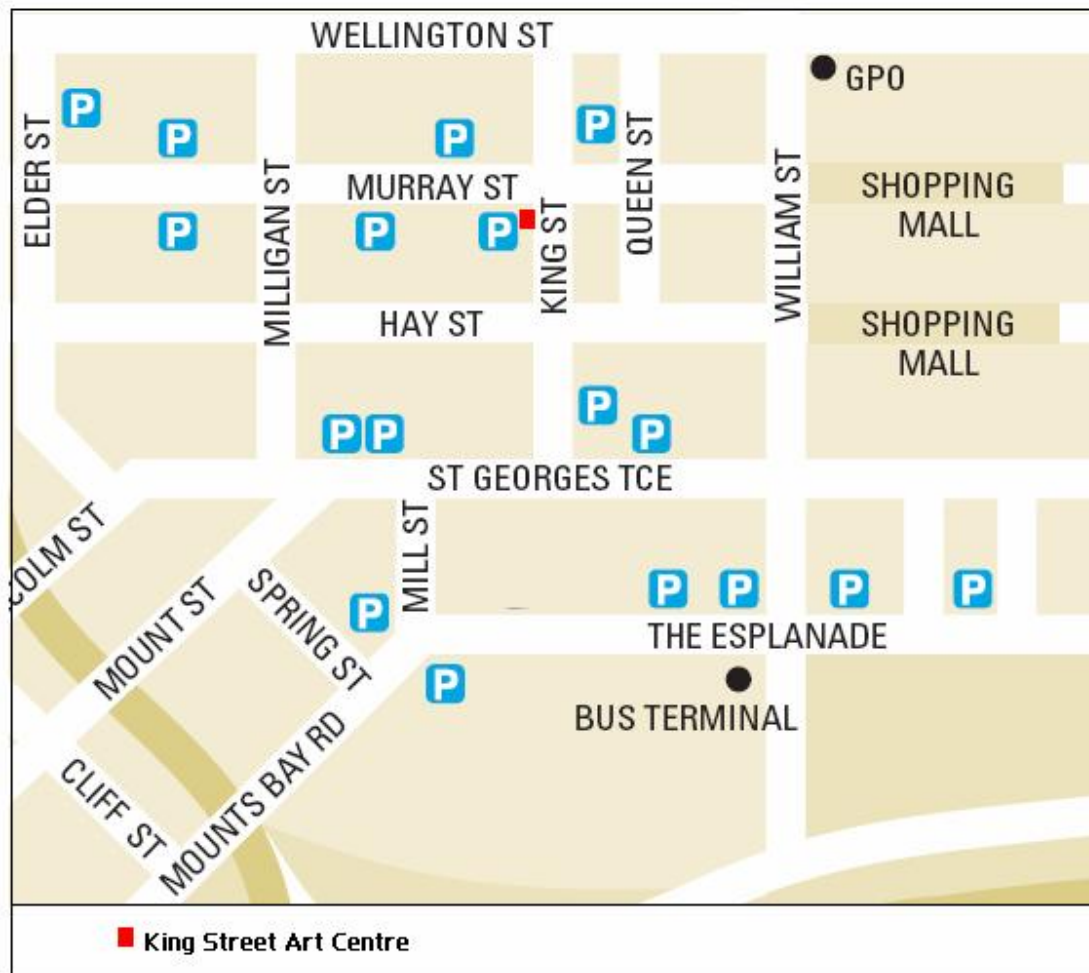 WELLINGTON ST
GPO
P
P
P
P
ELDER ST
MILLIGAN ST
MURRAY ST
KING ST
QUEEN ST
WILLIAM ST
SHOPPING
MALL
P
P
P
HAY ST
SHOPPING
MALL
P
P
P
P
ST GEORGES TCE
COLM ST
MOUNT ST
SPRING ST
MILL ST
P
P
P
P
P
THE ESPLANADE
P
BUS TERMINAL
CLIFF ST
MOUNTS BAY RD
King Street Art Centre